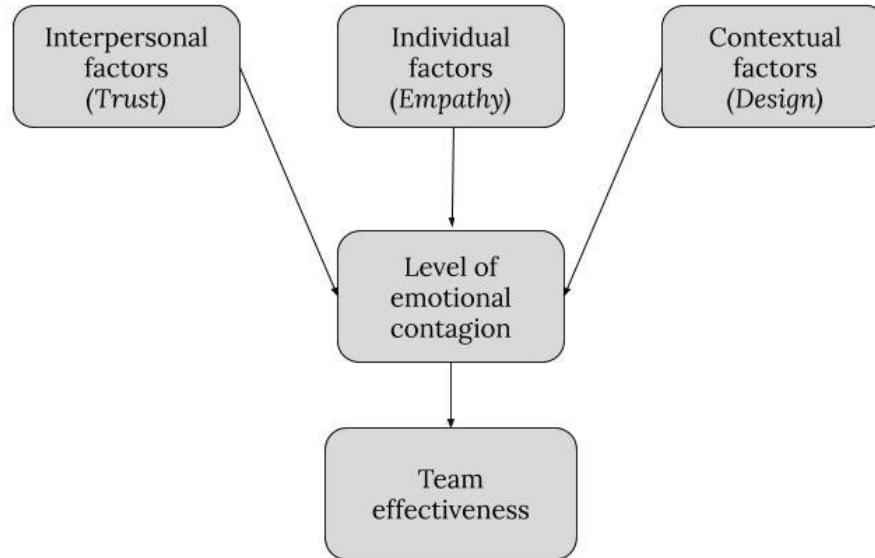 Interpersonal
factors
(Trust)
Individual
factors
(Empathy)
Contextual
factors
(Design)
Level of
emotional
contagion
Team
effectiveness